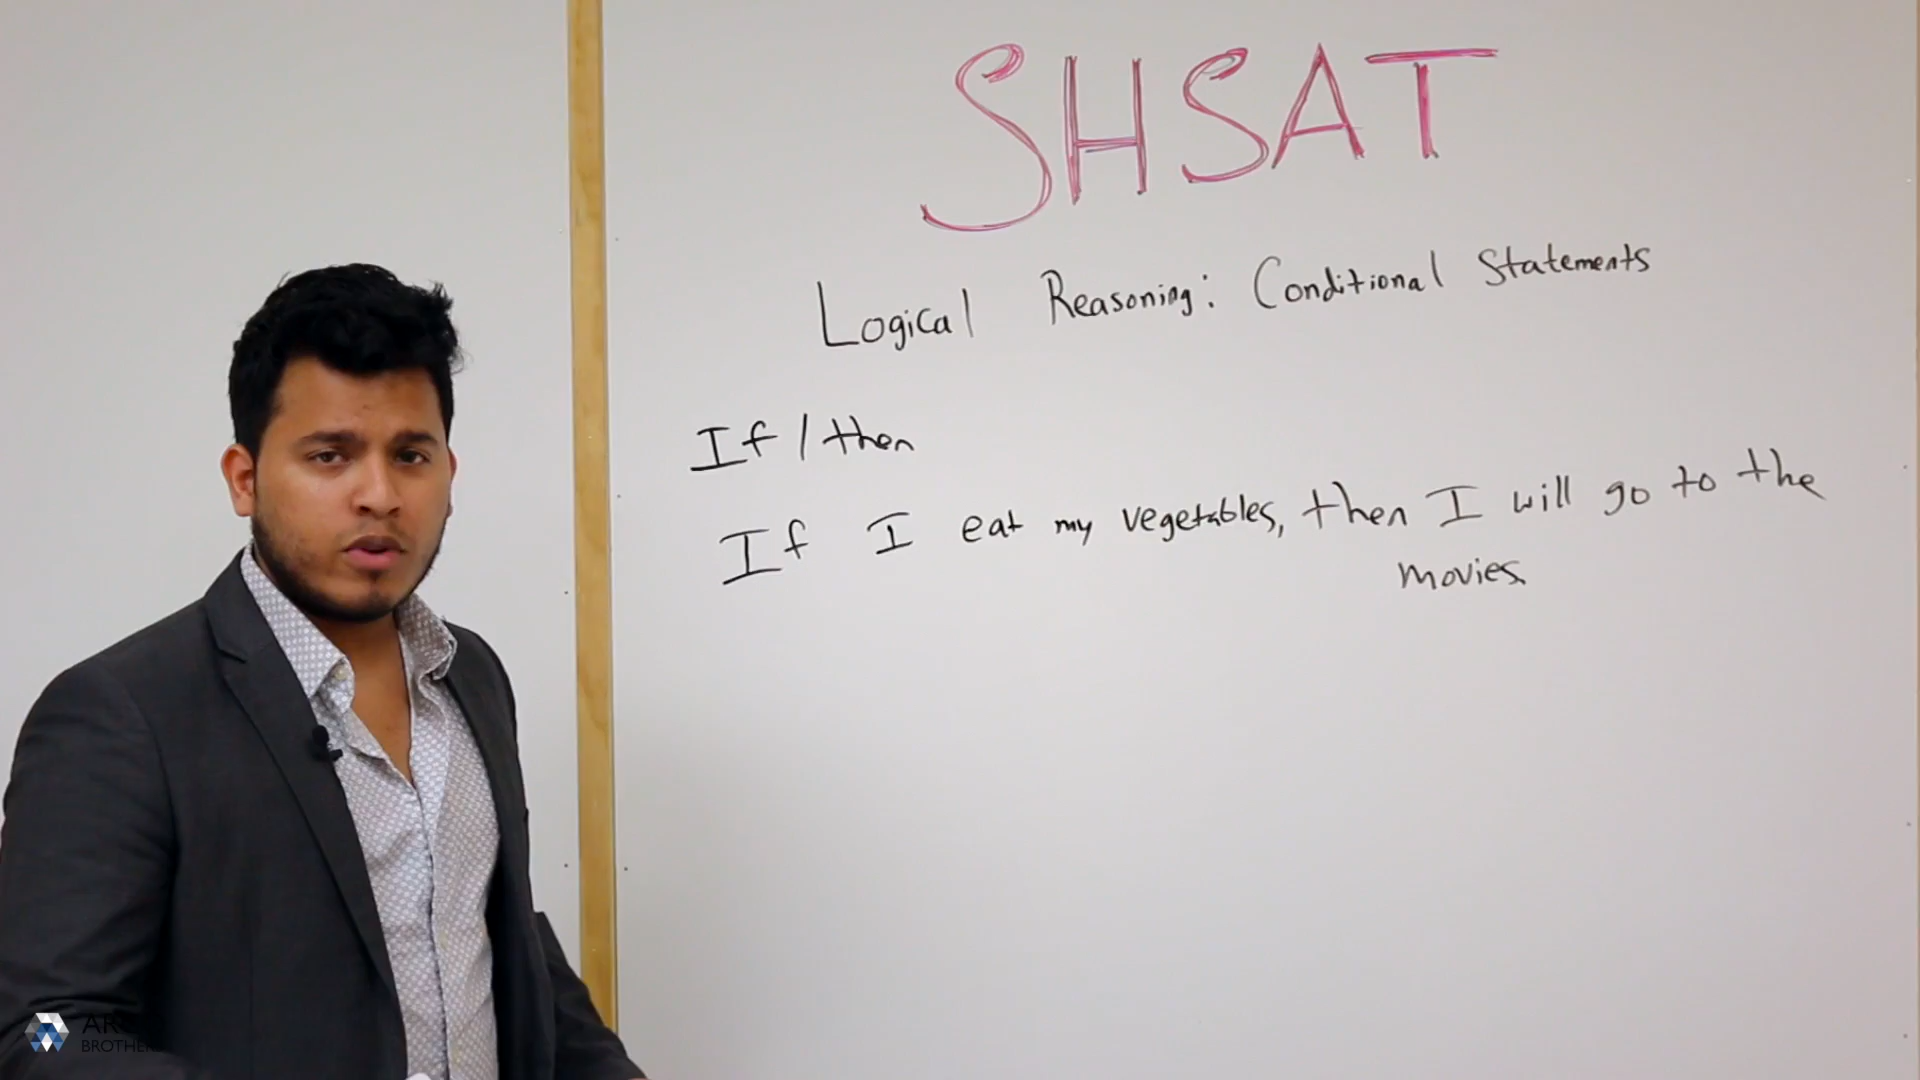 SHSAT
Logical Reasoning: Conditional Statements
If / then
If I eat my vegetables, then I will go to the
movies.